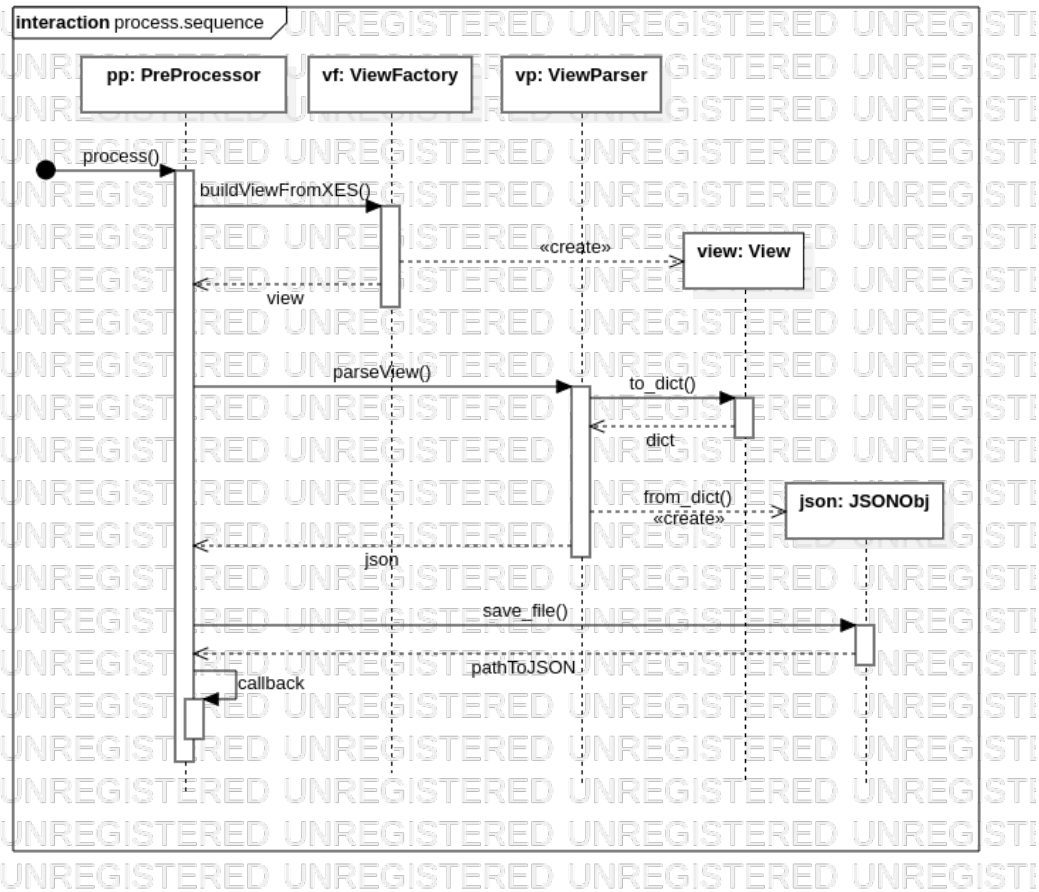 interaction process.sequence
pp: PreProcessor
vf: ViewFactory
vp: ViewParser
process()
buildViewFromXES()
«create»
view: View
view
parseView()
to_dict()
dict
from_dict()
«create»
json: JSONObj
json
save_file()
pathToJSON
callback
UNREGISTERED